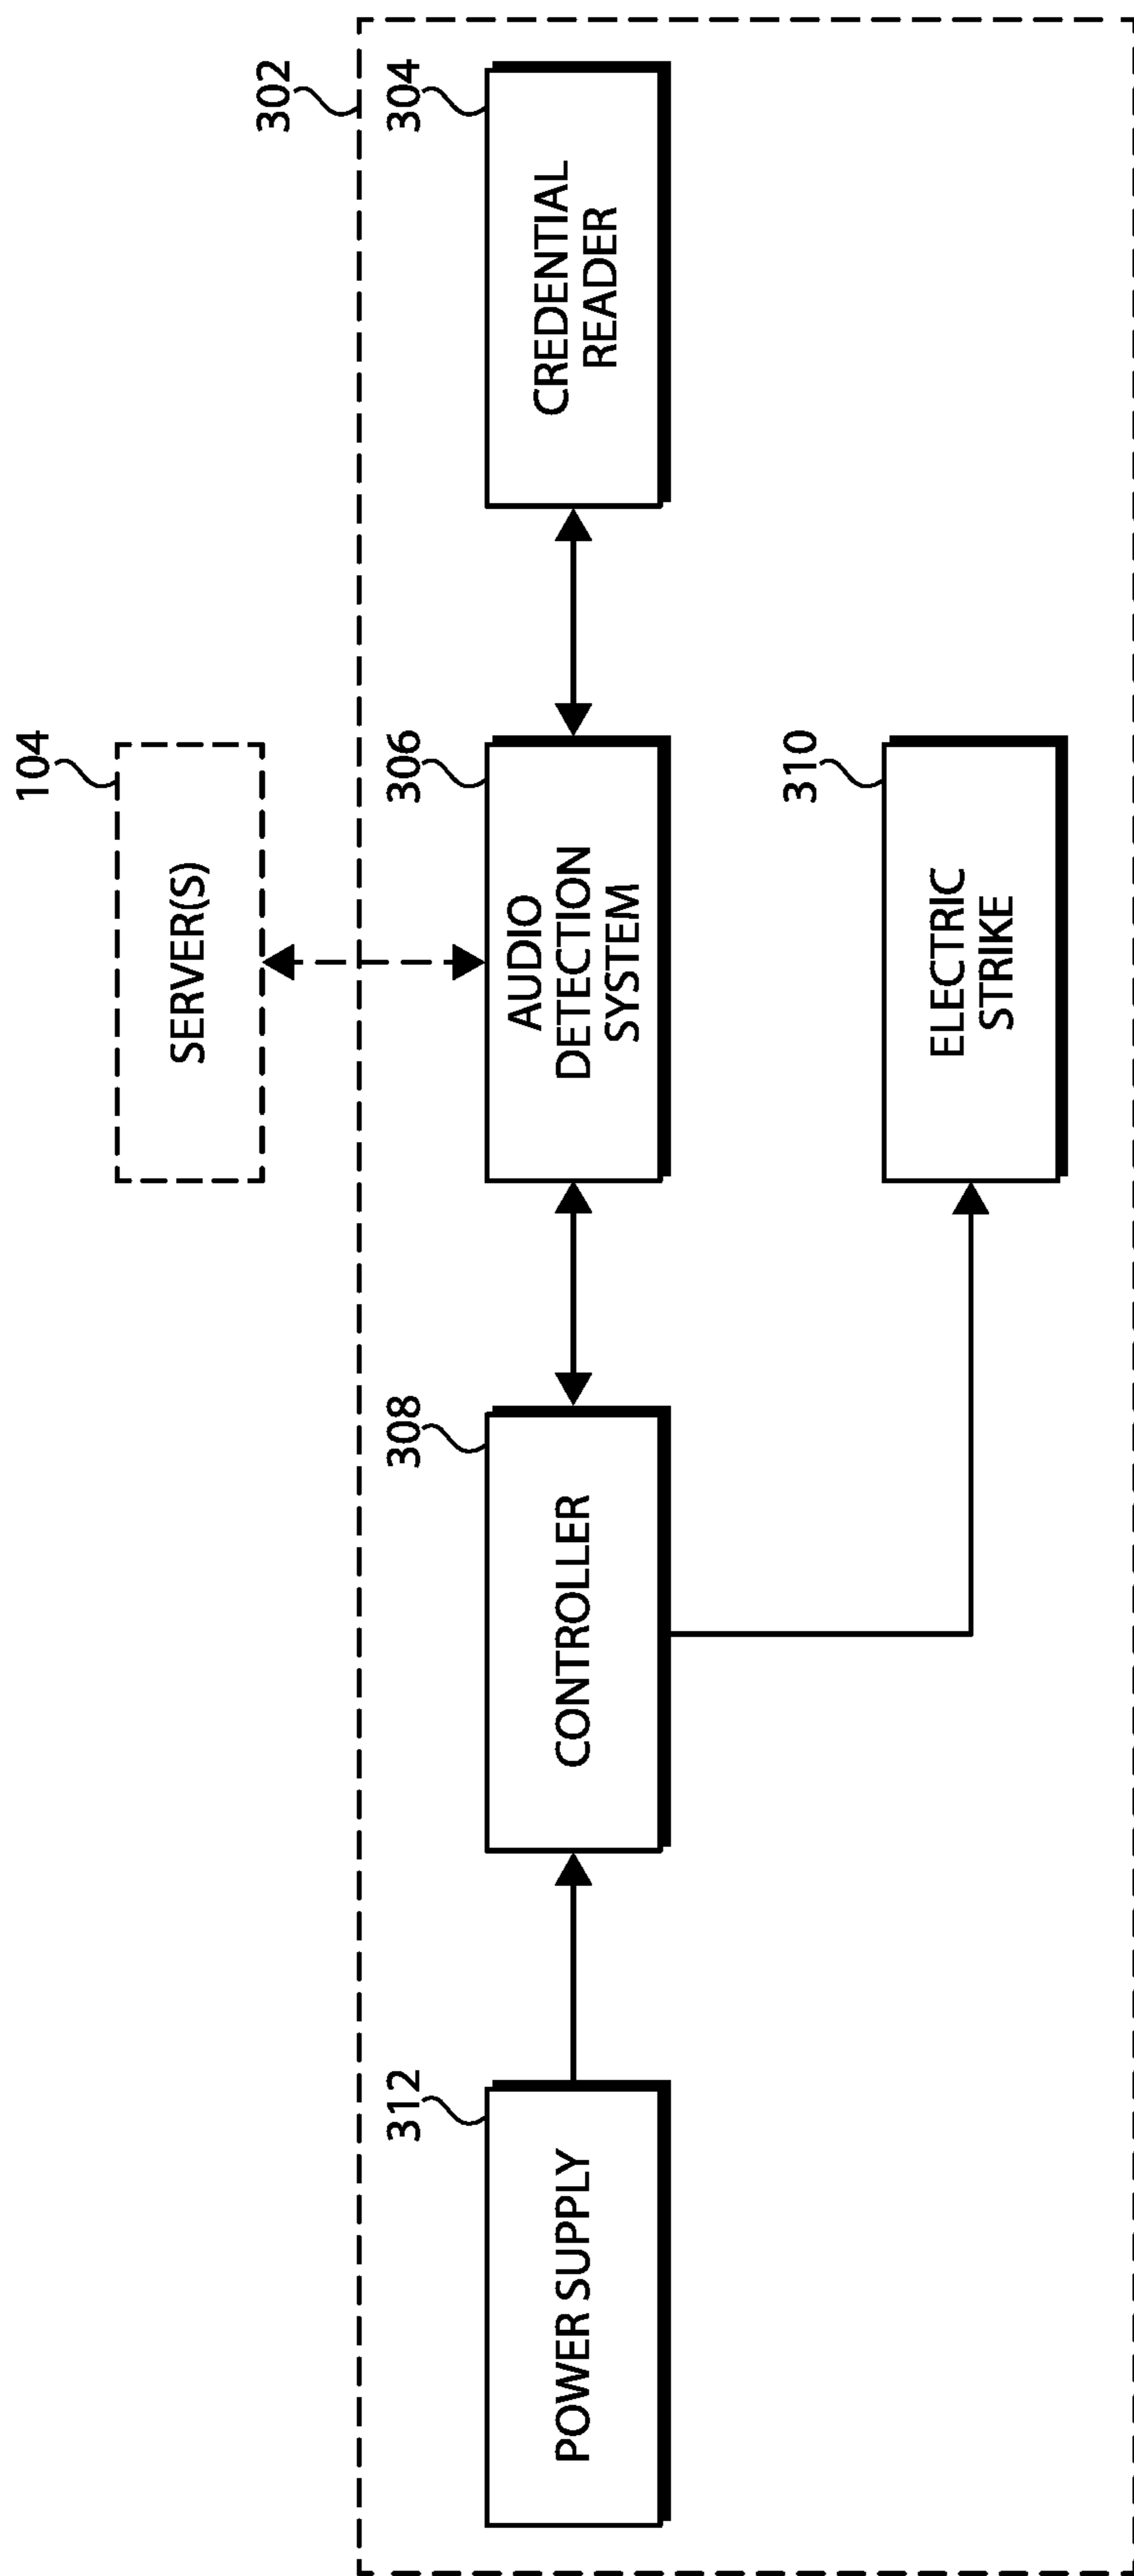 104
SERVER(S)
302
312
POWER SUPPLY
308
CONTROLLER
306
AUDIO
DETECTION
SYSTEM
304
CREDENTIAL
READER
310
ELECTRIC
STRIKE